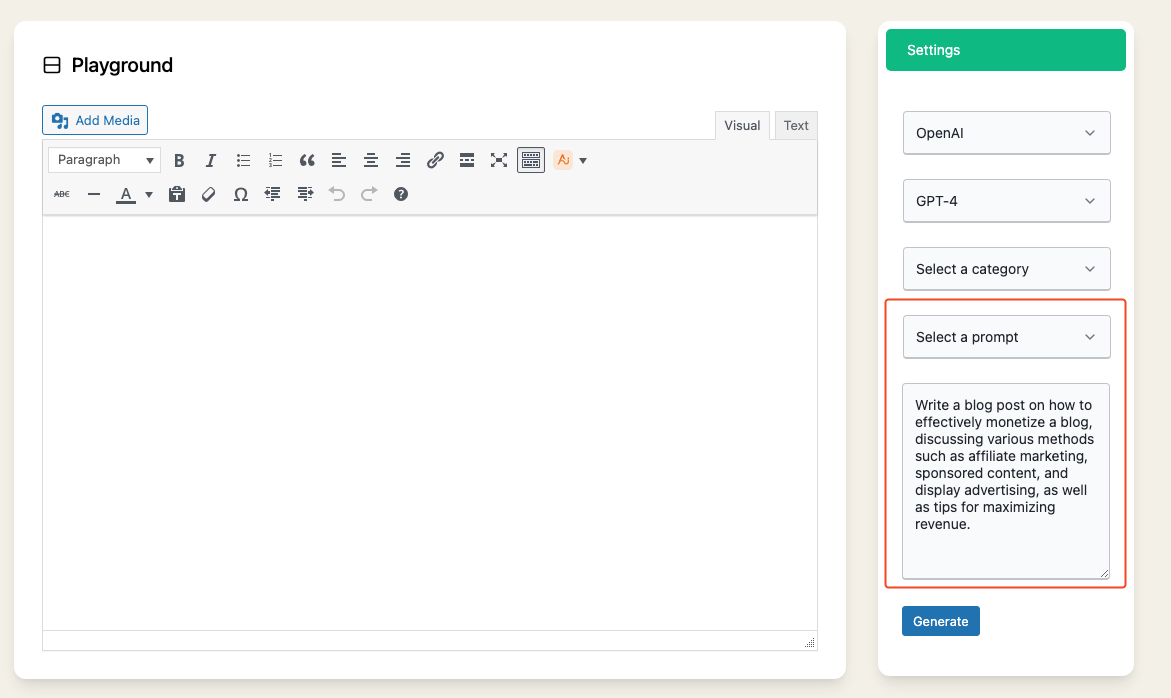 Playground
Add Media
Visual
Text
Paragraph
B
I
ABC
A
Ω
?
Settings
OpenAI
GPT-4
Select a category
Select a prompt
Write a blog post on how to
effectively monetize a blog,
discussing various methods
such as affiliate marketing,
sponsored content, and
display advertising, as well
as tips for maximizing
revenue.
Generate